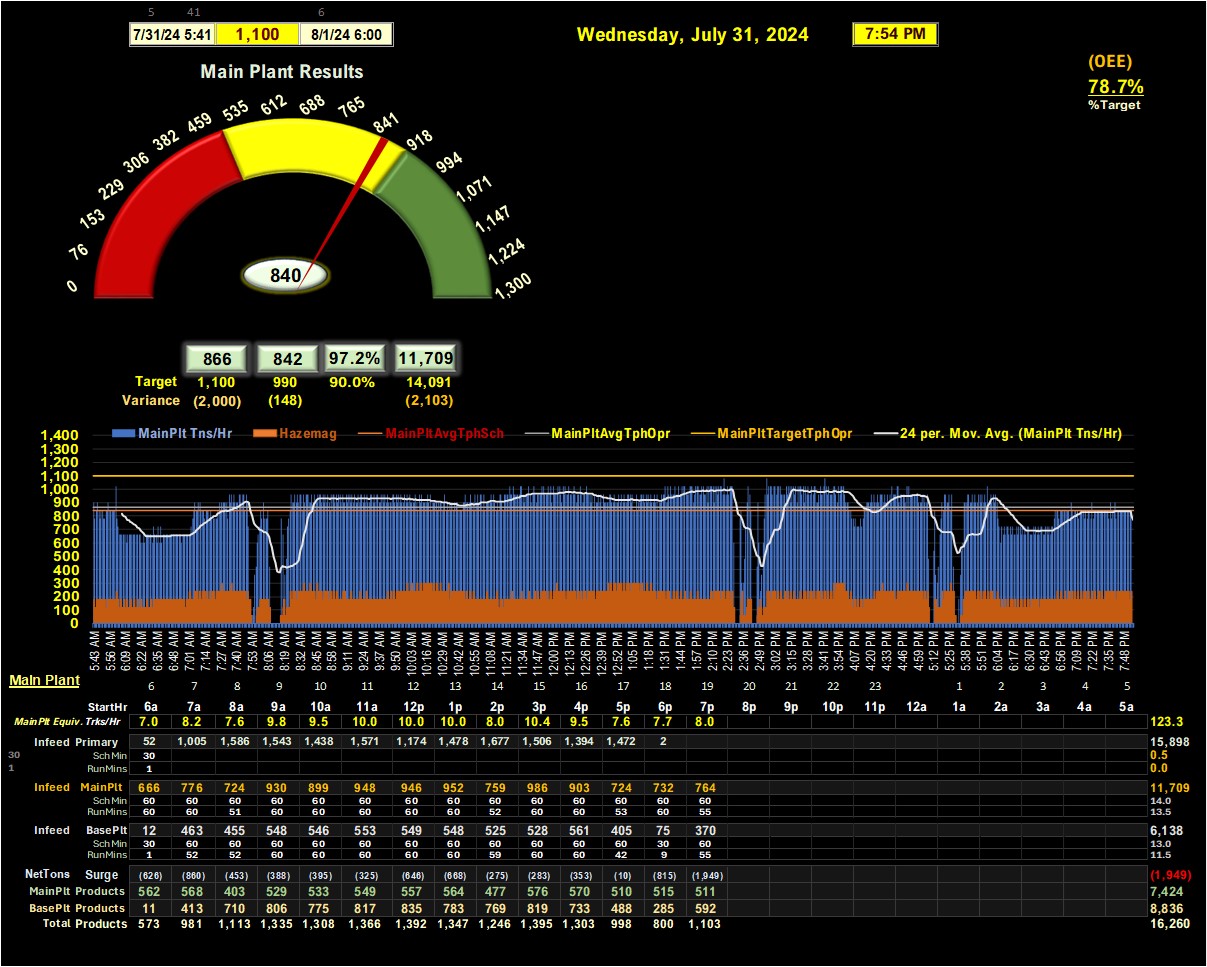 5 41 6
7/31/24 5:41 1,100 8/1/24 6:00
Wednesday, July 31, 2024 7:54 PM
(OEE)
78.7%
%Target
Main Plant Results
0 76 153 229 306 382 459 535 612 688 765 841 918 994 1,071 1,147 1,224 1,300
840
866 842 97.2% 11,709
Target 1,100 990 90.0% 14,091
Variance (2,000) (148) (2,103)
MainPlt Tns/Hr Hazemag MainPltAvgTphSch MainPltAvgTphOpr MainPltTargetTphOpr 24 per. Mov. Avg. (MainPlt Tns/Hr)
1,400
1,300
1,200
1,100
1,000
900
800
700
600
500
400
300
200
100
0
5:43 AM 5:56 AM 6:09 AM 6:22 AM 6:35 AM 6:48 AM 7:01 AM 7:14 AM 7:27 AM 7:40 AM 7:53 AM 8:06 AM 8:19 AM 8:32 AM 8:45 AM 8:58 AM 9:11 AM 9:24 AM 9:37 AM 9:50 AM 10:03 AM 10:16 AM 10:29 AM 10:42 AM 10:55 AM 11:08 AM 11:21 AM 11:34 AM 11:47 AM 12:00 PM 12:13 PM 12:26 PM 12:39 PM 12:52 PM 1:05 PM 1:18 PM 1:31 PM 1:44 PM 1:57 PM 2:10 PM 2:23 PM 2:36 PM 2:49 PM 3:02 PM 3:15 PM 3:28 PM 3:41 PM 3:54 PM 4:07 PM 4:20 PM 4:33 PM 4:46 PM 4:59 PM 5:12 PM 5:25 PM 5:38 PM 5:51 PM 6:04 PM 6:17 PM 6:30 PM 6:43 PM 6:56 PM 7:09 PM 7:22 PM 7:35 PM 7:48 PM
Main Plant
6 7 8 9 10 11 12 13 14 15 16 17 18 19 20 21 22 23 1 2 3 4 5
StartHr 6a 7a 8a 9a 10a 11a 12p 1p 2p 3p 4p 5p 6p 7p 8p 9p 10p 11p 12a 1a 2a 3a 4a 5a
MainPlt Equiv. Trks/Hr 7.0 8.2 7.6 9.8 9.5 10.0 10.0 10.0 8.0 10.4 9.5 7.6 7.7 8.0 123.3
Infeed Primary 52 1,005 1,586 1,543 1,438 1,571 1,174 1,478 1,677 1,506 1,394 1,472 2 15,898
30 SchMin 30 0.5
1 RunMins 1 0.0
Infeed MainPlt 666 776 724 930 899 948 946 952 759 986 903 724 732 764 11,709
SchMin 60 60 60 60 60 60 60 60 60 60 60 60 60 60 14.0
RunMins 60 60 51 60 60 60 60 60 52 60 60 53 60 55 13.5
Infeed BasePlt 12 463 455 548 546 553 549 548 525 528 561 405 75 370 6,138
SchMin 30 60 60 60 60 60 60 60 60 60 60 60 30 60 13.0
RunMins 1 52 52 60 60 60 60 60 59 60 60 42 9 55 11.5
NetTons Surge (626) (860) (453) (388) (395) (325) (646) (668) (275) (283) (353) (10) (815) (1,949) (1,949)
MainPlt Products 562 568 403 529 533 549 557 564 477 576 570 510 515 511 7,424
BasePlt Products 11 413 710 806 775 817 835 783 769 819 733 488 285 592 8,836
Total Products 573 981 1,113 1,335 1,308 1,366 1,392 1,347 1,246 1,395 1,303 998 800 1,103 16,260